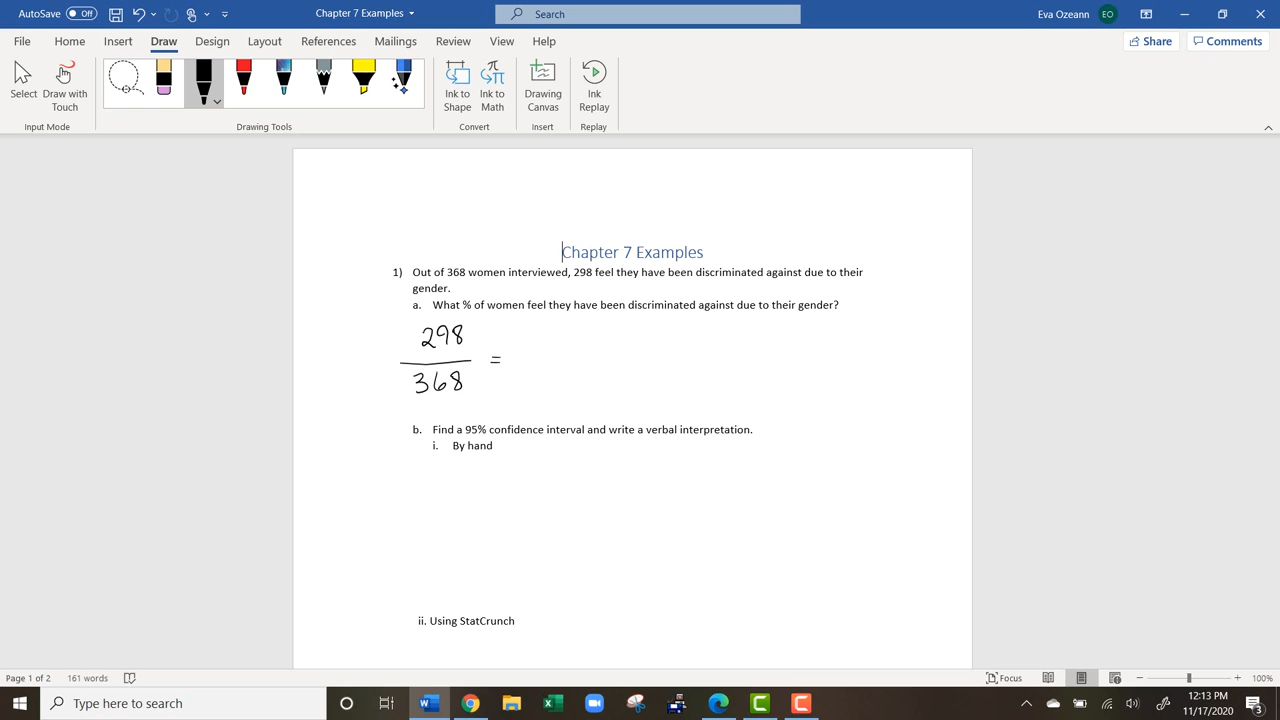 AutoSave Off Chapter 7 Examples Search Eva Ozeann EO
File Home Insert Draw Design Layout References Mailings Review View Help Share Comments
Select Draw with Touch Ink to Shape Ink to Math Drawing Canvas Ink Replay
Input Mode Drawing Tools Convert Insert Replay
Chapter 7 Examples
1) Out of 368 women interviewed, 298 feel they have been discriminated against due to their
gender.
a. What % of women feel they have been discriminated against due to their gender?
298
=
368
b. Find a 95% confidence interval and write a verbal interpretation.
i. By hand
ii. Using StatCrunch
Page 1 of 2 161 words Focus 100%
Type here to search 12:13 PM
11/17/2020 3